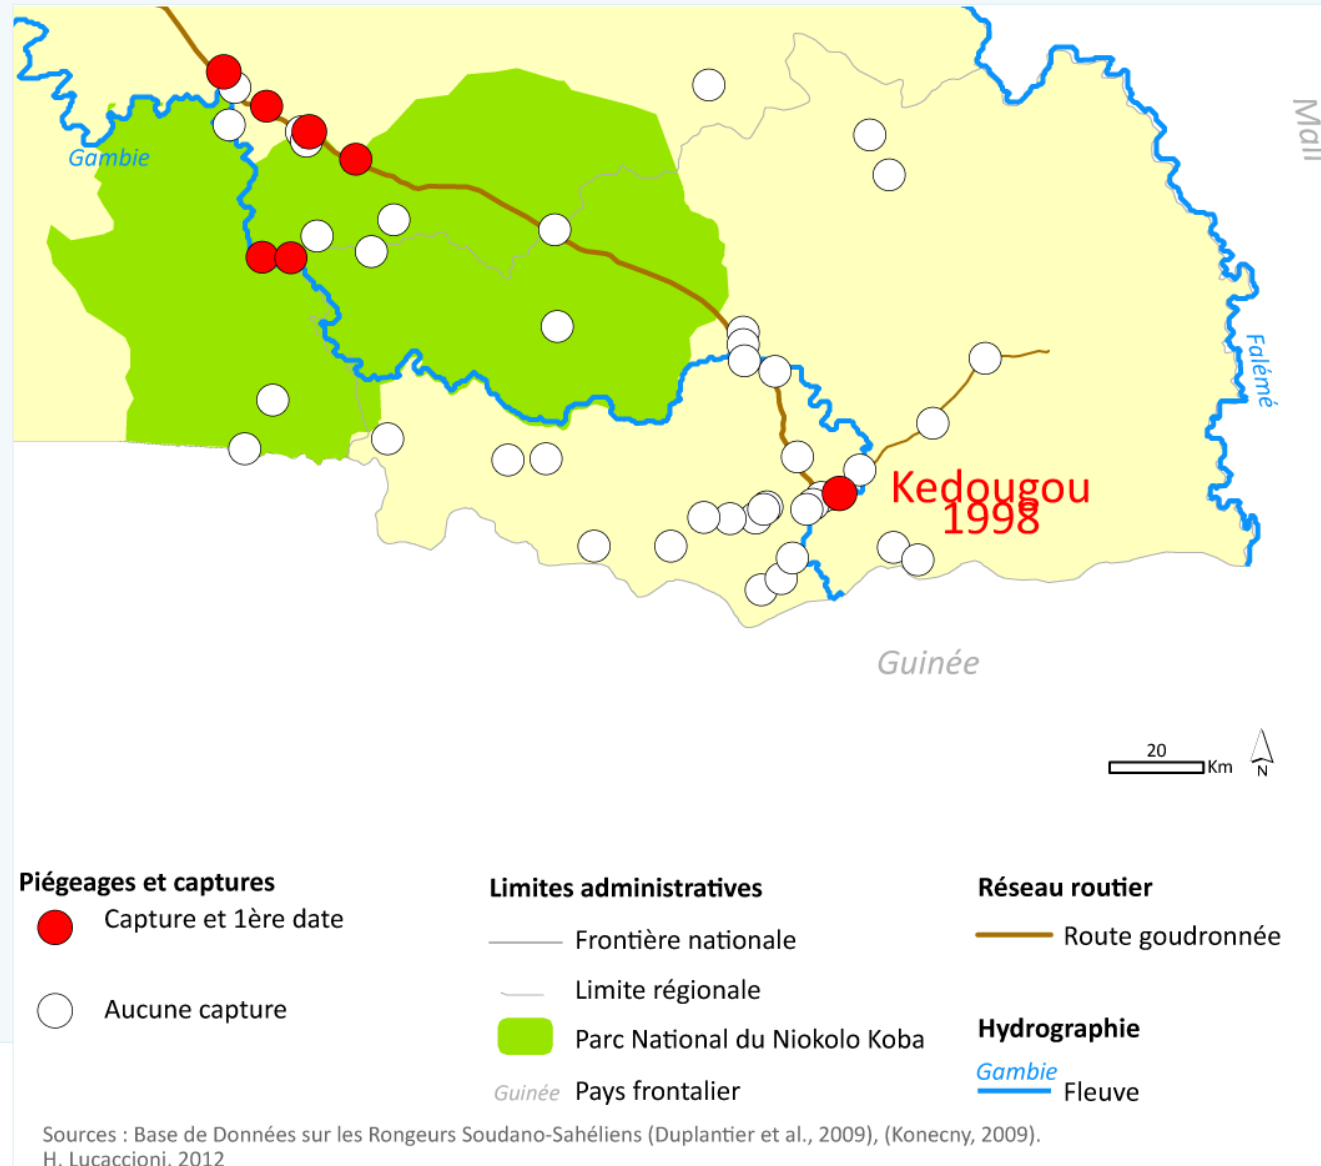 Mali
Gambie
Falémé
Kedougou
1998
Guinée
20
Km
N
Piégeages et captures
Capture et 1ère date
Aucune capture
Limites administratives
Frontière nationale
Limite régionale
Parc National du Niokolo Koba
Guinée Pays frontalier
Réseau routier
Route goudronnée
Hydrographie
Gambie
Fleuve
Sources : Base de Données sur les Rongeurs Soudano-Sahéliens (Duplantier et al., 2009), (Konecny, 2009).
H. Lucaccioni, 2012